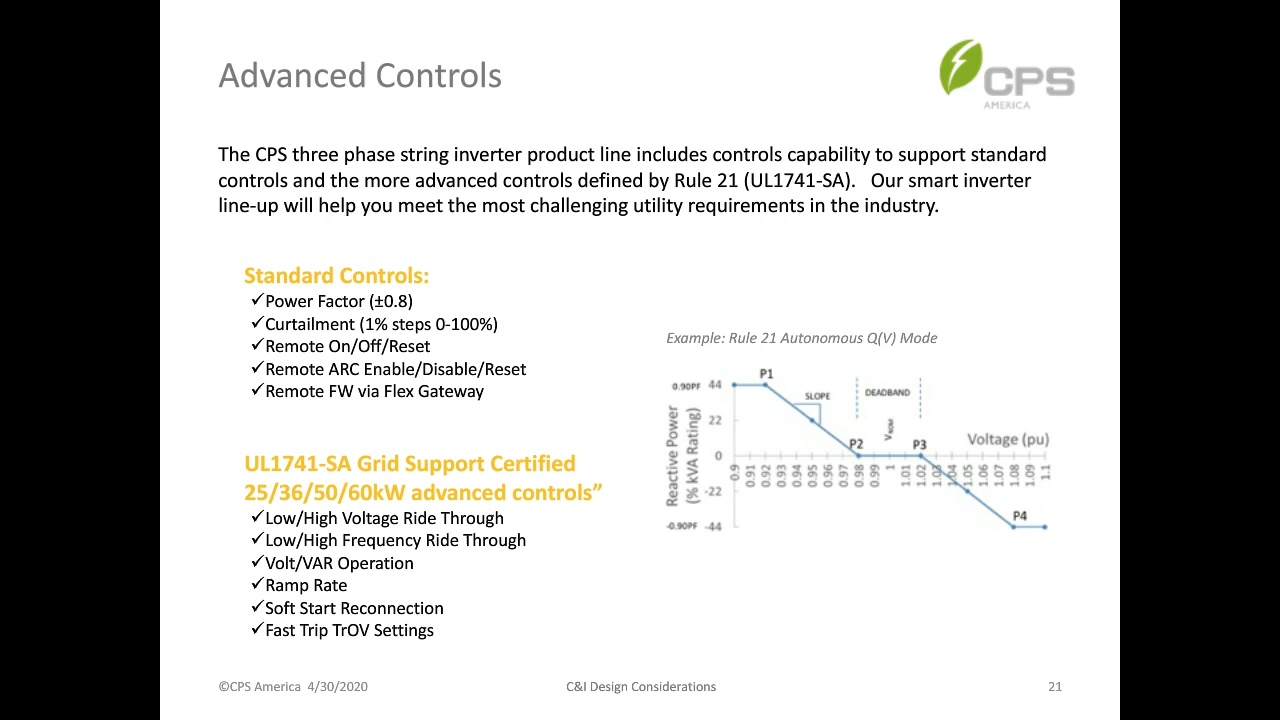 Advanced Controls
CPS
AMERICA
The CPS three phase string inverter product line includes controls capability to support standard
controls and the more advanced controls defined by Rule 21 (UL1741-SA).   Our smart inverter
line-up will help you meet the most challenging utility requirements in the industry.
Standard Controls:
✓Power Factor (±0.8)
✓Curtailment (1% steps 0-100%)
✓Remote On/Off/Reset
✓Remote ARC Enable/Disable/Reset
✓Remote FW via Flex Gateway
UL1741-SA Grid Support Certified
25/36/50/60kW advanced controls”
✓Low/High Voltage Ride Through
✓Low/High Frequency Ride Through
✓Volt/VAR Operation
✓Ramp Rate
✓Soft Start Reconnection
✓Fast Trip TrOV Settings
Example: Rule 21 Autonomous Q(V) Mode
P1
0.90PF 44
SLOPE
DEADBAND
22
VNOM
P2
P3
Voltage (pu)
0
0.9 0.91 0.92 0.93 0.94 0.95 0.96 0.97 0.98 0.99 1 1.01 1.02 1.03 1.04 1.05 1.06 1.07 1.08 1.09 1.1
-22
P4
-0.90PF -44
Reactive Power
(% kVA Rating)
©CPS America  4/30/2020
C&I Design Considerations
21